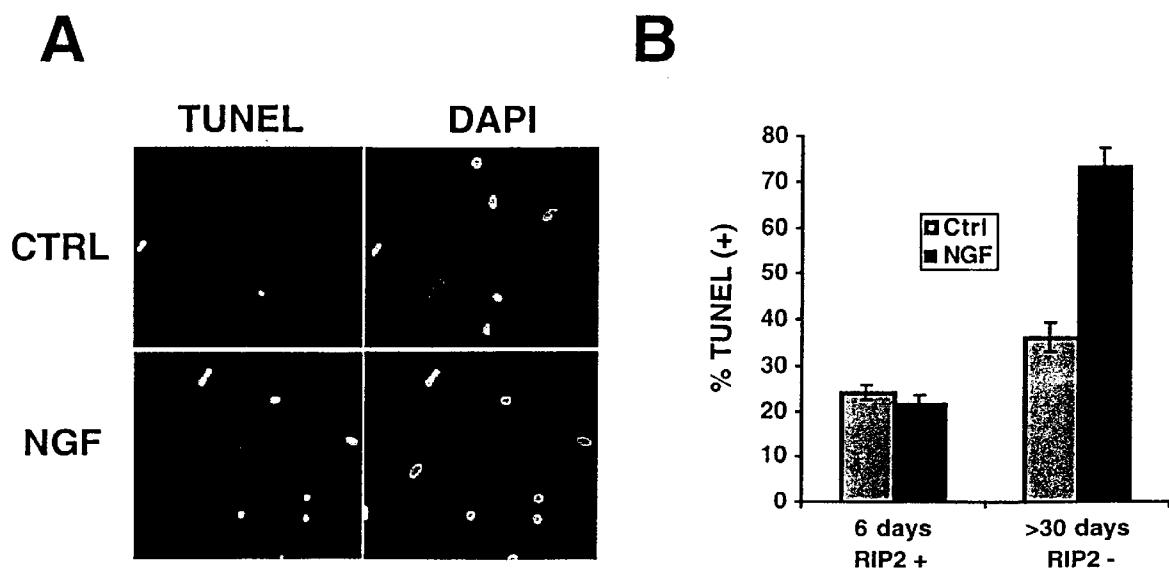 A
TUNEL DAPI
CTRL
NGF
B
% TUNEL (+)
80
70
60
50
40
30
20
10
0
Ctrl
NGF
6 days >30 days
RIP2 + RIP2 -